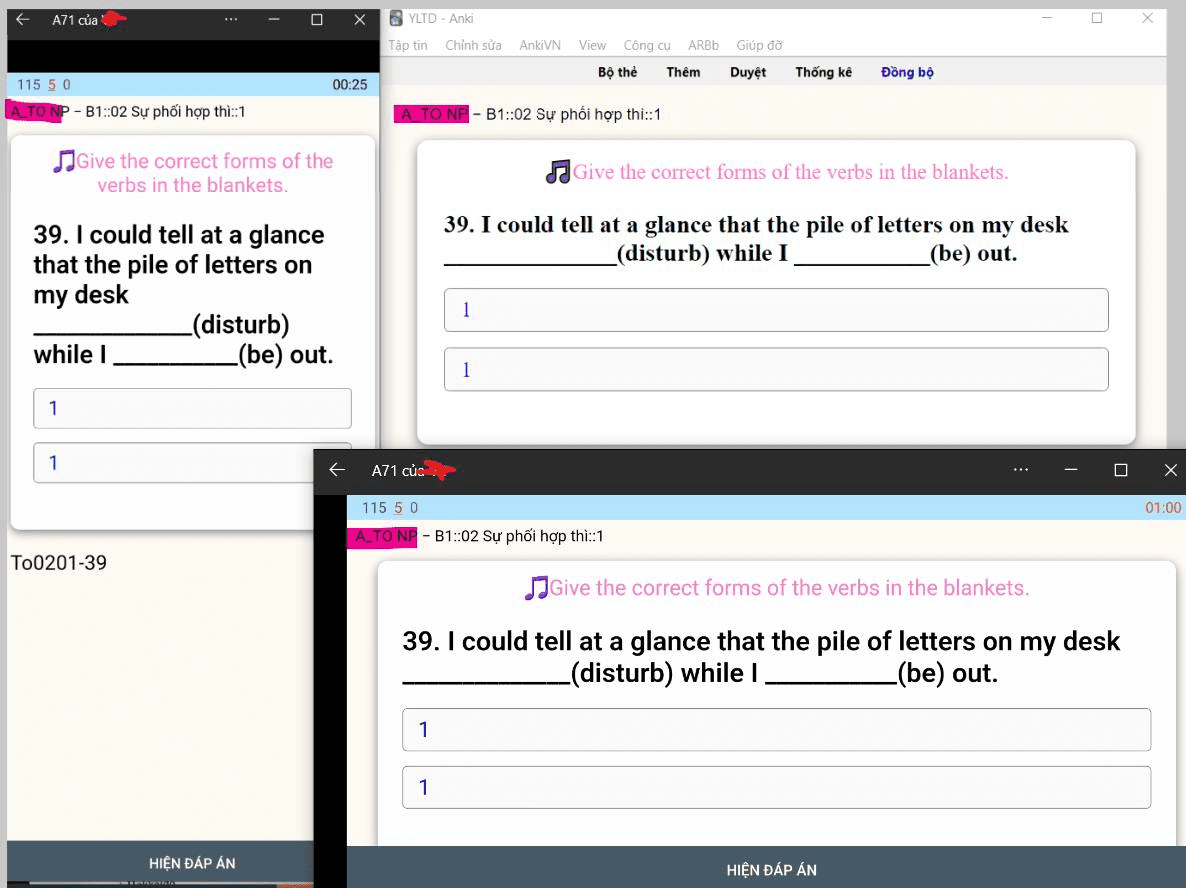 A71 của
115 5 0
00:25
A_TO NP – B1::02 Sự phối hợp thì::1
Give the correct forms of the
verbs in the blankets.
39. I could tell at a glance
that the pile of letters on
my desk
_____________(disturb)
while I __________(be) out.
1
1
To0201-39
HIỆN ĐÁP ÁN
YLTD - Anki
Tập tin Chỉnh sửa AnkiVN View Công cụ ARBb Giúp đỡ
Bộ thẻ Thêm Duyệt Thống kê Đồng bộ
A_TO NP – B1::02 Sự phối hợp thì::1
Give the correct forms of the verbs in the blankets.
39. I could tell at a glance that the pile of letters on my desk
______________(disturb) while I ___________(be) out.
1
1
A71 của
115 5 0
01:00
A_TO NP – B1::02 Sự phối hợp thì::1
Give the correct forms of the verbs in the blankets.
39. I could tell at a glance that the pile of letters on my desk
______________(disturb) while I ___________(be) out.
1
1
HIỆN ĐÁP ÁN